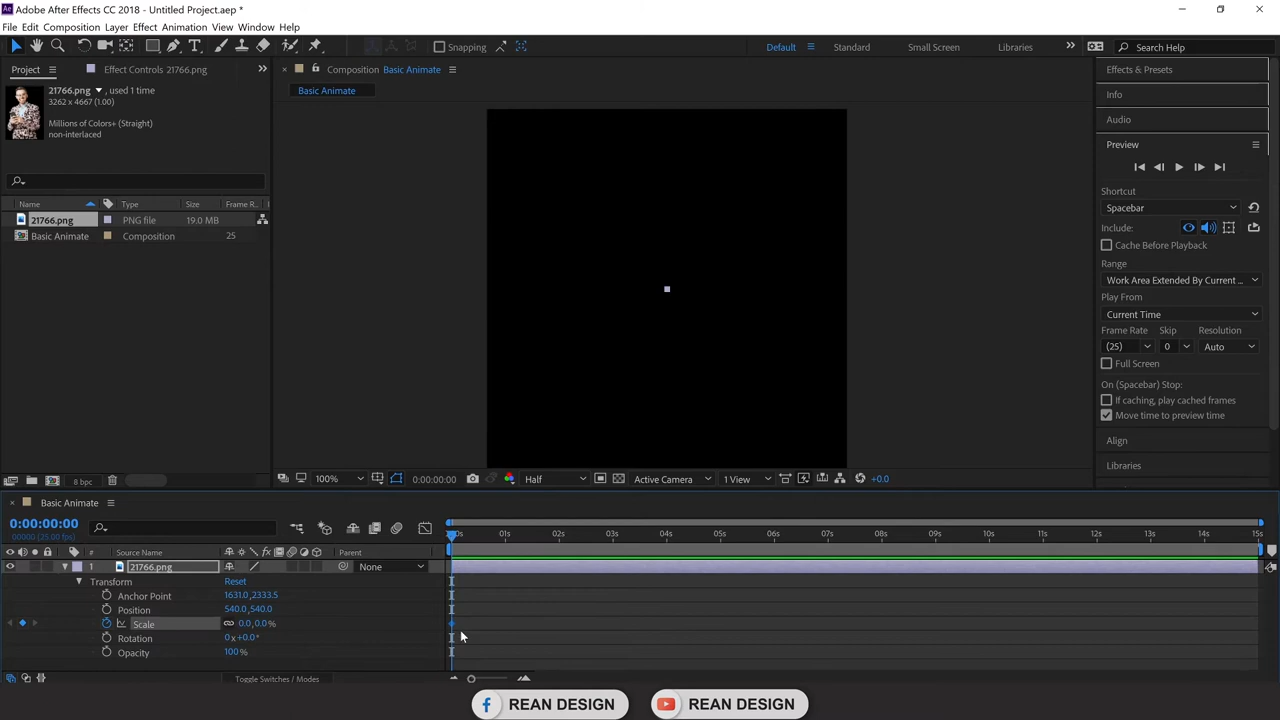 Adobe After Effects CC 2018 - Untitled Project.aep *
File Edit Composition Layer Effect Animation View Window Help
Snapping
Default
Standard
Small Screen
Libraries
Search Help
Project
Effect Controls 21766.png
Composition Basic Animate
Effects & Presets
21766.png , used 1 time
3262 x 4667 (1.00)
Millions of Colors+ (Straight)
non-interlaced
Basic Animate
Info
Audio
Preview
Shortcut
Spacebar
Include:
Cache Before Playback
Range
Work Area Extended By Current ...
Play From
Current Time
Frame Rate Skip Resolution
(25) 0 Auto
Full Screen
On (Spacebar) Stop:
If caching, play cached frames
Move time to preview time
Align
Libraries
Name Type Size Frame R..
21766.png PNG file 19.0 MB
Basic Animate Composition 25
8 bpc
100% 0:00:00:00 Half Active Camera 1 View +0.0
Basic Animate
0:00:00:00
00000 (25.00 fps)
01s 02s 03s 04s 05s 06s 07s 08s 09s 10s 11s 12s 13s 14s 15s
# Source Name fx Parent
1 21766.png None
Transform Reset
Anchor Point 1631.0,2333.5
Position 540.0,540.0
Scale 0.0,0.0%
Rotation 0x+0.0°
Opacity 100%
Toggle Switches / Modes
REAN DESIGN
REAN DESIGN